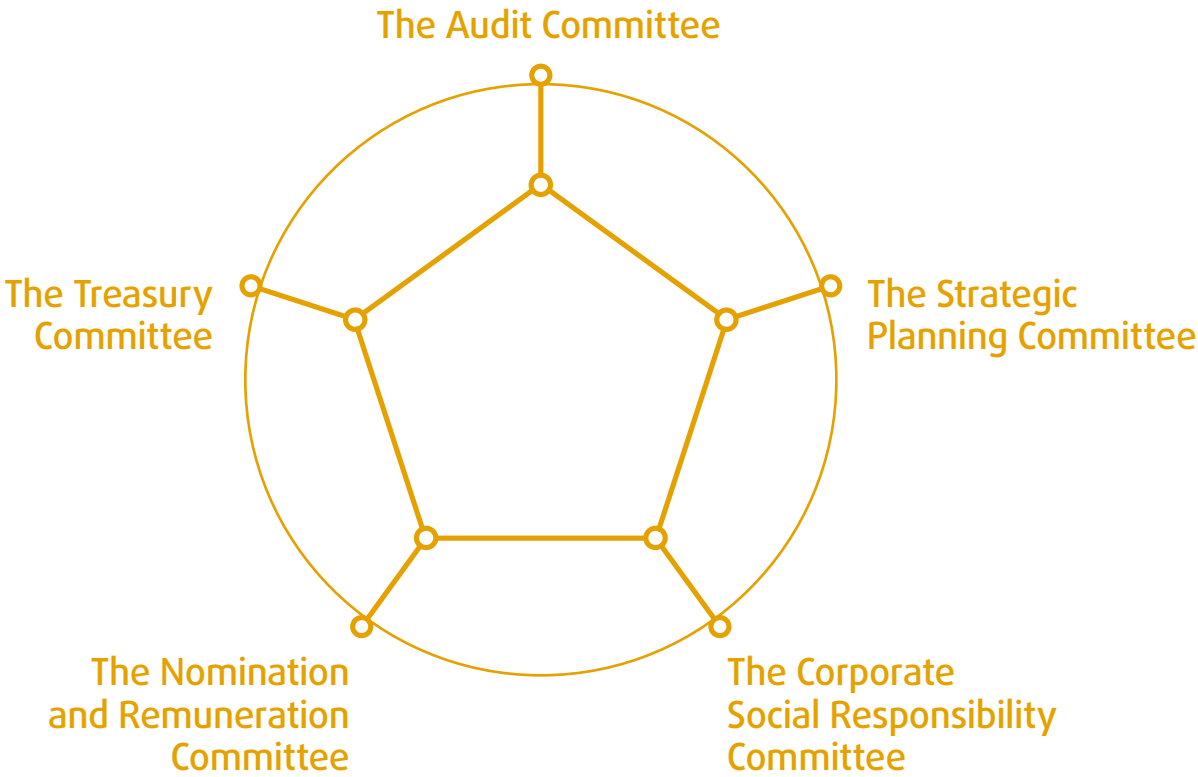 The Audit Committee
The Treasury
Committee
The Strategic
Planning Committee
The Nomination
and Remuneration
Committee
The Corporate
Social Responsibility
Committee